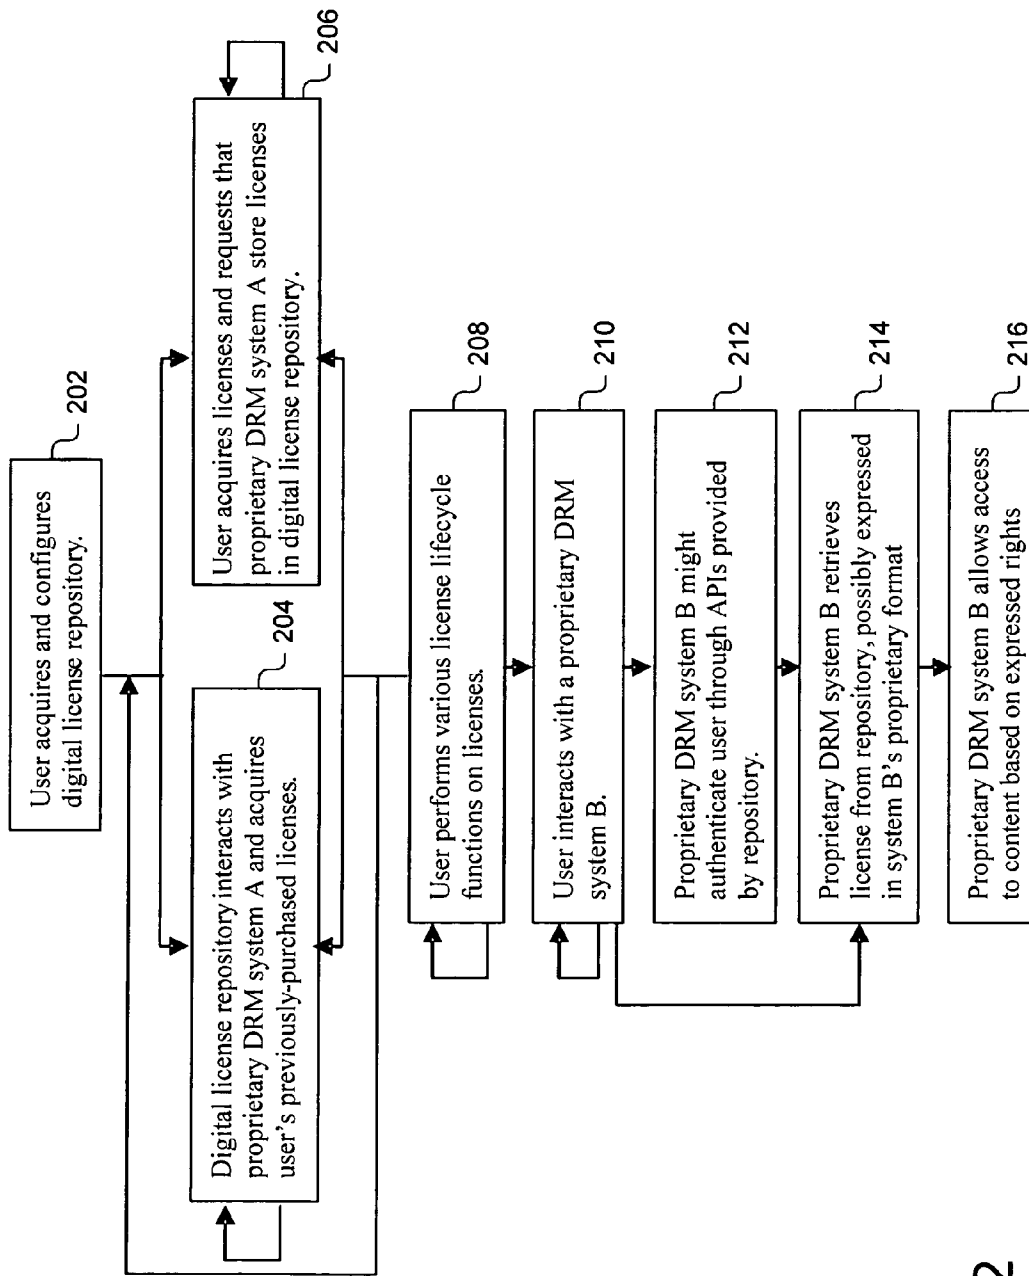 User acquires and configures
digital license repository.
202
Digital license repository interacts with
proprietary DRM system A and acquires
user's previously-purchased licenses.
204
User acquires licenses and requests that
proprietary DRM system A store licenses
in digital license repository.
206
User performs various license lifecycle
functions on licenses.
208
User interacts with a proprietary DRM
system B.
210
Proprietary DRM system B might
authenticate user through APIs provided
by repository.
212
Proprietary DRM system B retrieves
license from repository, possibly expressed
in system B's proprietary format
214
Proprietary DRM system B allows access
to content based on expressed rights
216
2